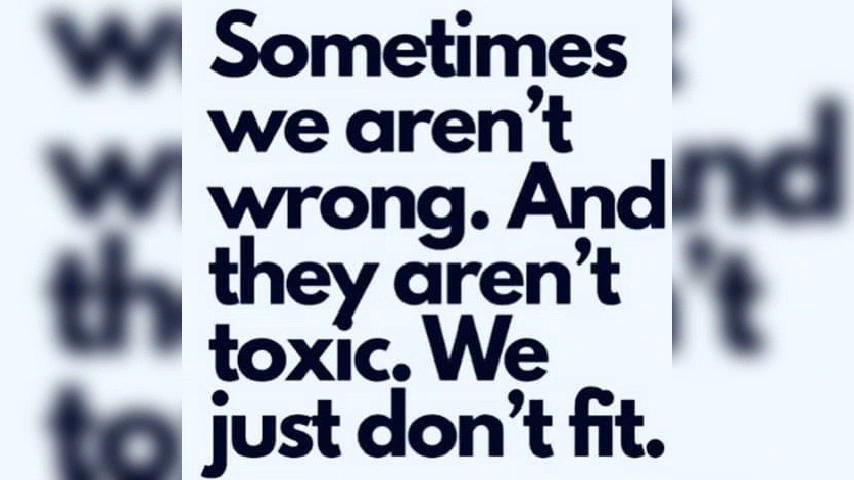 Sometimes
we aren’t
wrong. And
they aren’t
toxic. We
just don’t fit.